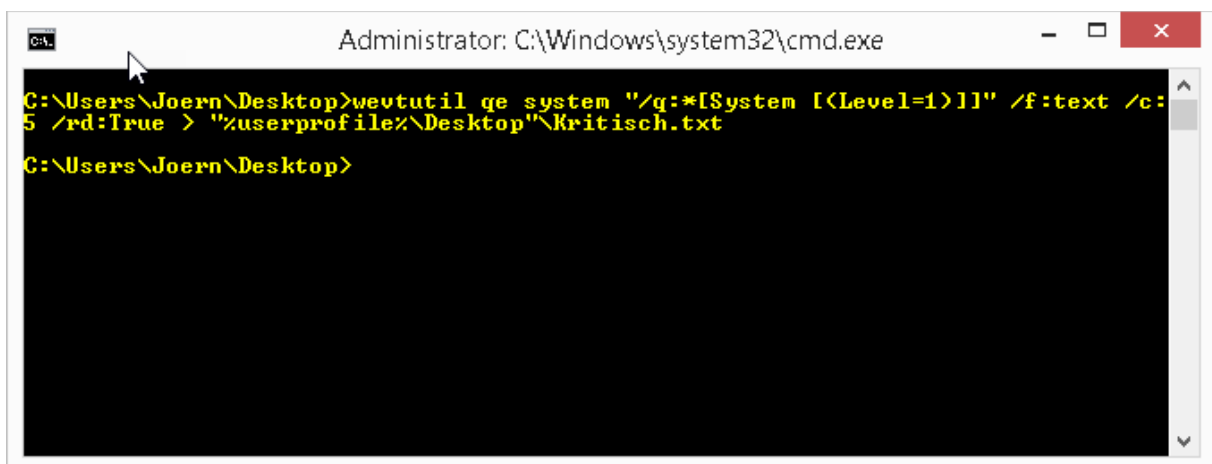 Administrator: C:\Windows\system32\cmd.exe
C:\Users\Joern\Desktop>wevtutil qe system "/q:*[System [(Level=1)]]" /f:text /c:
5 /rd:True > "%userprofile%\Desktop"\Kritisch.txt
C:\Users\Joern\Desktop>